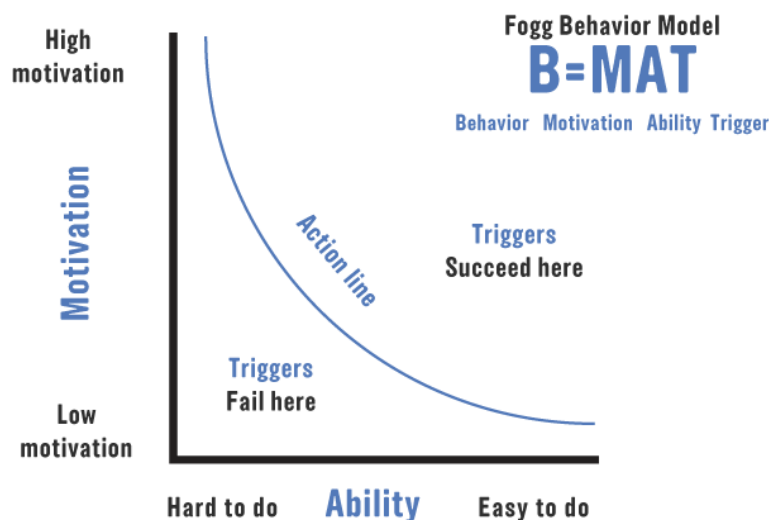 Fogg Behavior Model
B=MAT
Behavior Motivation Ability Trigger
High
motivation
Motivation
Low
motivation
Action line
Triggers
Succeed here
Triggers
Fail here
Hard to do
Ability
Easy to do